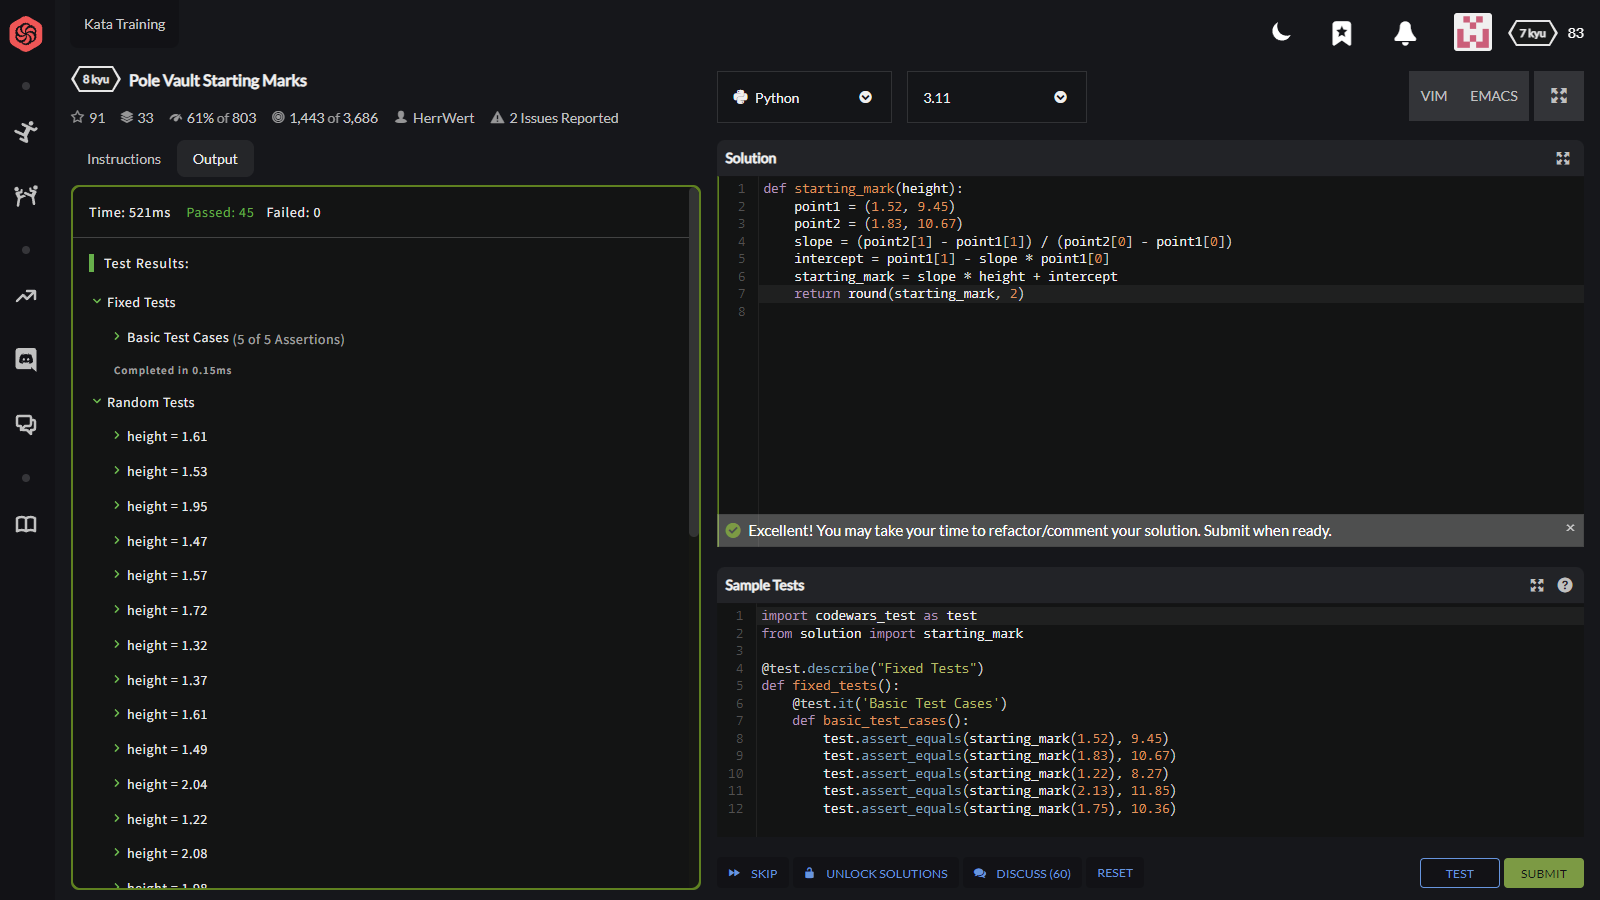 Kata Training
7 kyu
83
8 kyu
Pole Vault Starting Marks
91
33
61% of 803
1,443 of 3,686
HerrWert
2 Issues Reported
Instructions
Output
Time: 521ms Passed: 45 Failed: 0
Test Results:
Fixed Tests
Basic Test Cases (5 of 5 Assertions)
Completed in 0.15ms
Random Tests
height = 1.61
height = 1.53
height = 1.95
height = 1.47
height = 1.57
height = 1.72
height = 1.32
height = 1.37
height = 1.61
height = 1.49
height = 2.04
height = 1.22
height = 2.08
height = 1.98
Python
3.11
VIM
EMACS
Solution
1 def starting_mark(height):
2 point1 = (1.52, 9.45)
3 point2 = (1.83, 10.67)
4 slope = (point2[1] - point1[1]) / (point2[0] - point1[0])
5 intercept = point1[1] - slope * point1[0]
6 starting_mark = slope * height + intercept
7 return round(starting_mark, 2)
8
Excellent! You may take your time to refactor/comment your solution. Submit when ready.
×
Sample Tests
?
1 import codewars_test as test
2 from solution import starting_mark
3
4 @test.describe("Fixed Tests")
5 def fixed_tests():
6 @test.it('Basic Test Cases')
7 def basic_test_cases():
8 test.assert_equals(starting_mark(1.52), 9.45)
9 test.assert_equals(starting_mark(1.83), 10.67)
10 test.assert_equals(starting_mark(1.22), 8.27)
11 test.assert_equals(starting_mark(2.13), 11.85)
12 test.assert_equals(starting_mark(1.75), 10.36)
SKIP
UNLOCK SOLUTIONS
DISCUSS (60)
RESET
TEST
SUBMIT